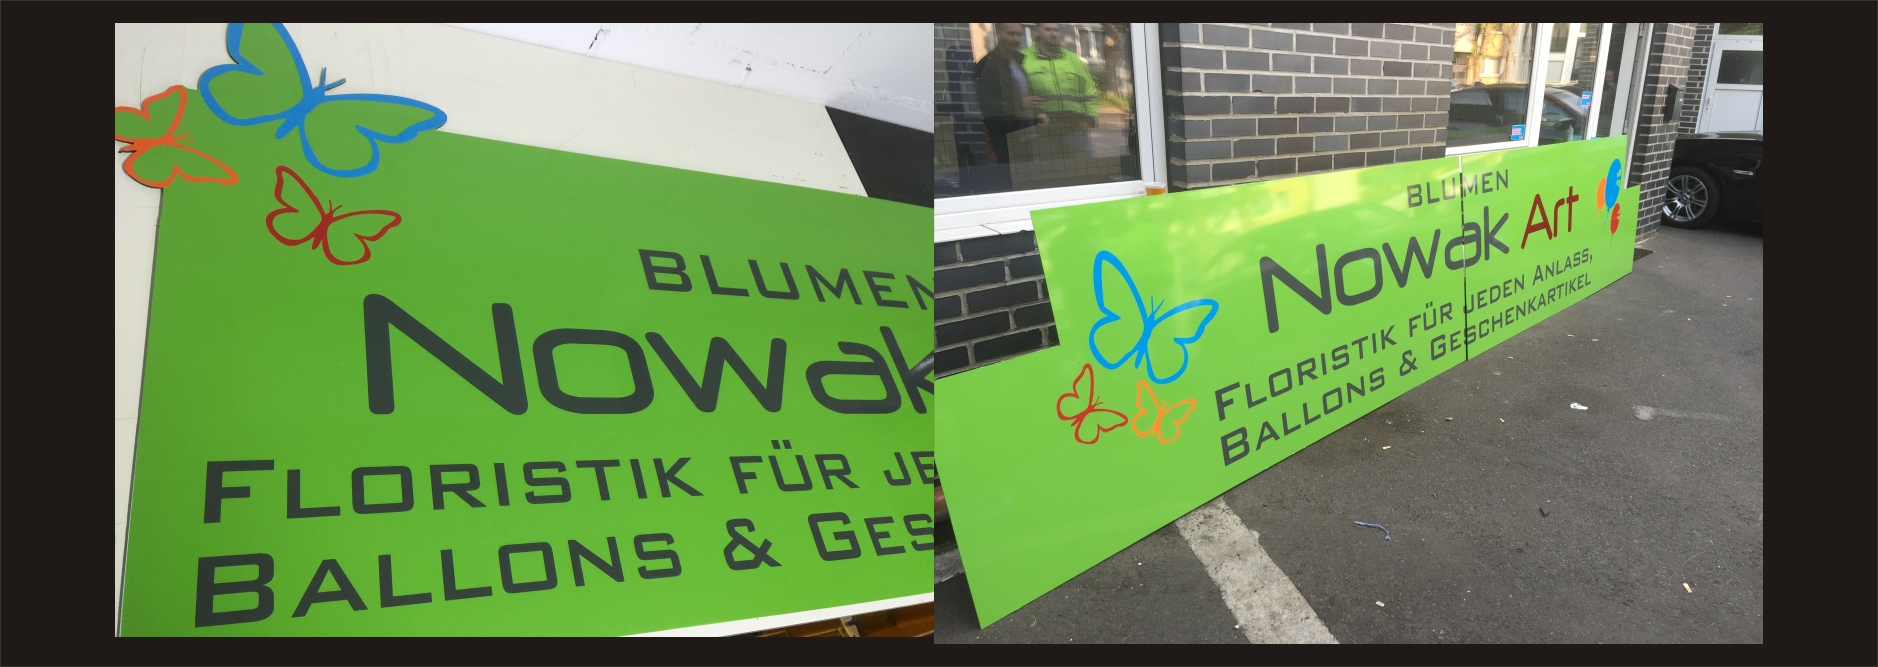 BLUMEN
Nowak
FLORISTIK FÜR JE
BALLONS & GES
BLUMEN
Nowak Art
FLORISTIK FÜR JEDEN ANLASS,
BALLONS & GESCHENKARTIKEL